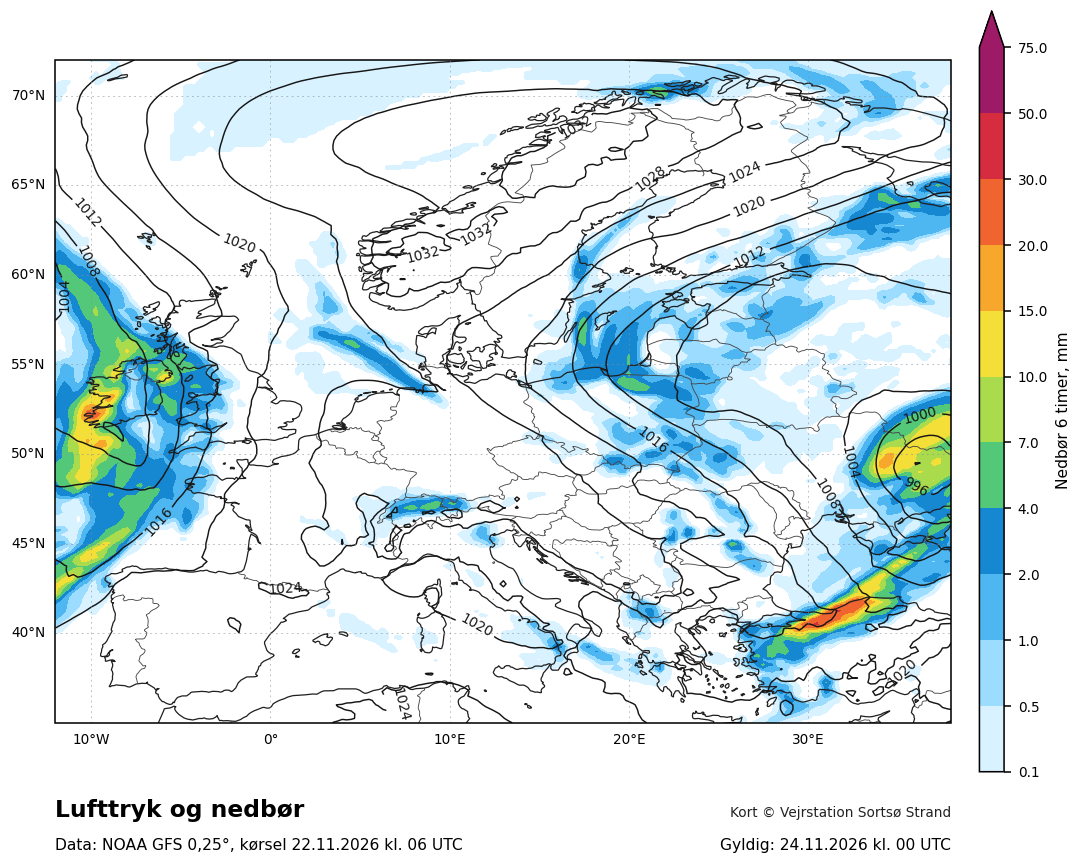 75.0
50.0
30.0
20.0
15.0
10.0
7.0
4.0
2.0
1.0
0.5
0.1
Nedbør 6 timer, mm
70°N
65°N
60°N
55°N
50°N
45°N
40°N
10°W
0°
10°E
20°E
30°E
1012
1008
1004
1020
1032
1032
1028
1024
1020
1012
1016
1016
1024
1020
1024
1008
1004
1000
996
1020
Lufttryk og nedbør
Kort © Vejrstation Sortsø Strand
Data: NOAA GFS 0,25°, kørsel 22.11.2026 kl. 06 UTC
Gyldig: 24.11.2026 kl. 00 UTC